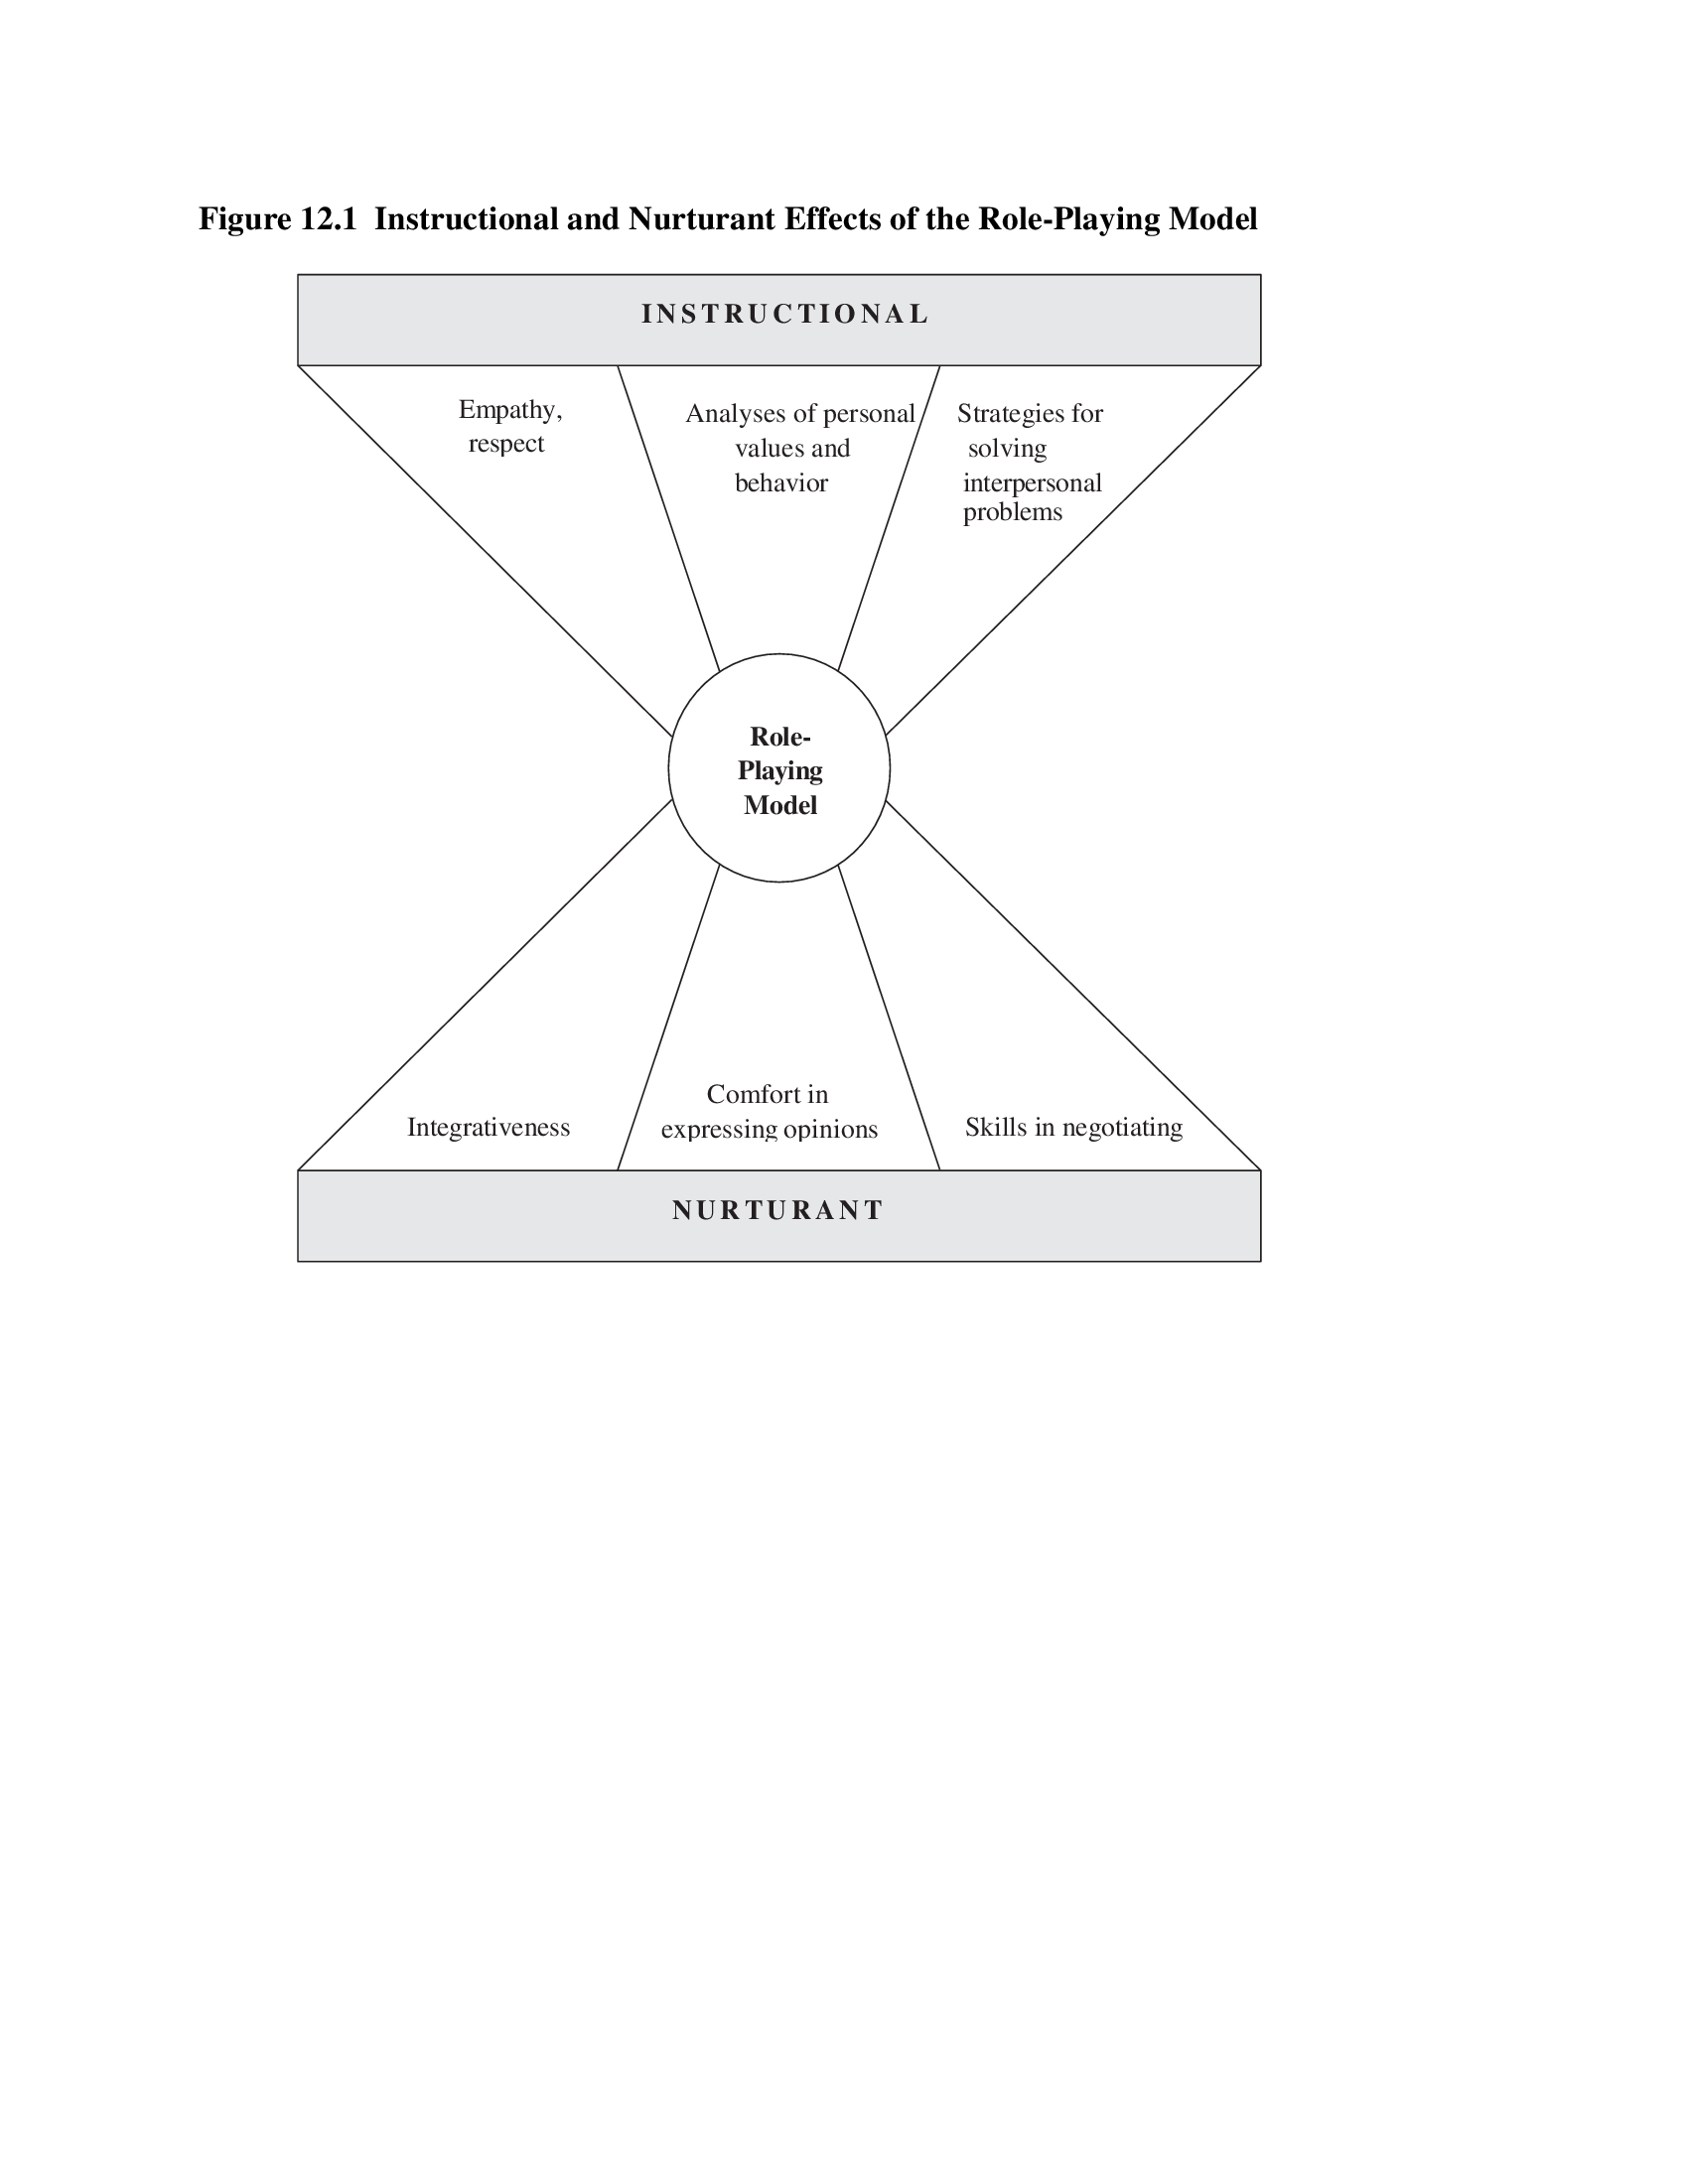 Figure 12.1  Instructional and Nurturant Effects of the Role-Playing Model
INSTRUCTIONAL
Empathy,
respect
Analyses of personal
values and
behavior
Strategies for
solving
interpersonal
problems
Role-
Playing
Model
Integrativeness
Comfort in
expressing opinions
Skills in negotiating
NURTURANT